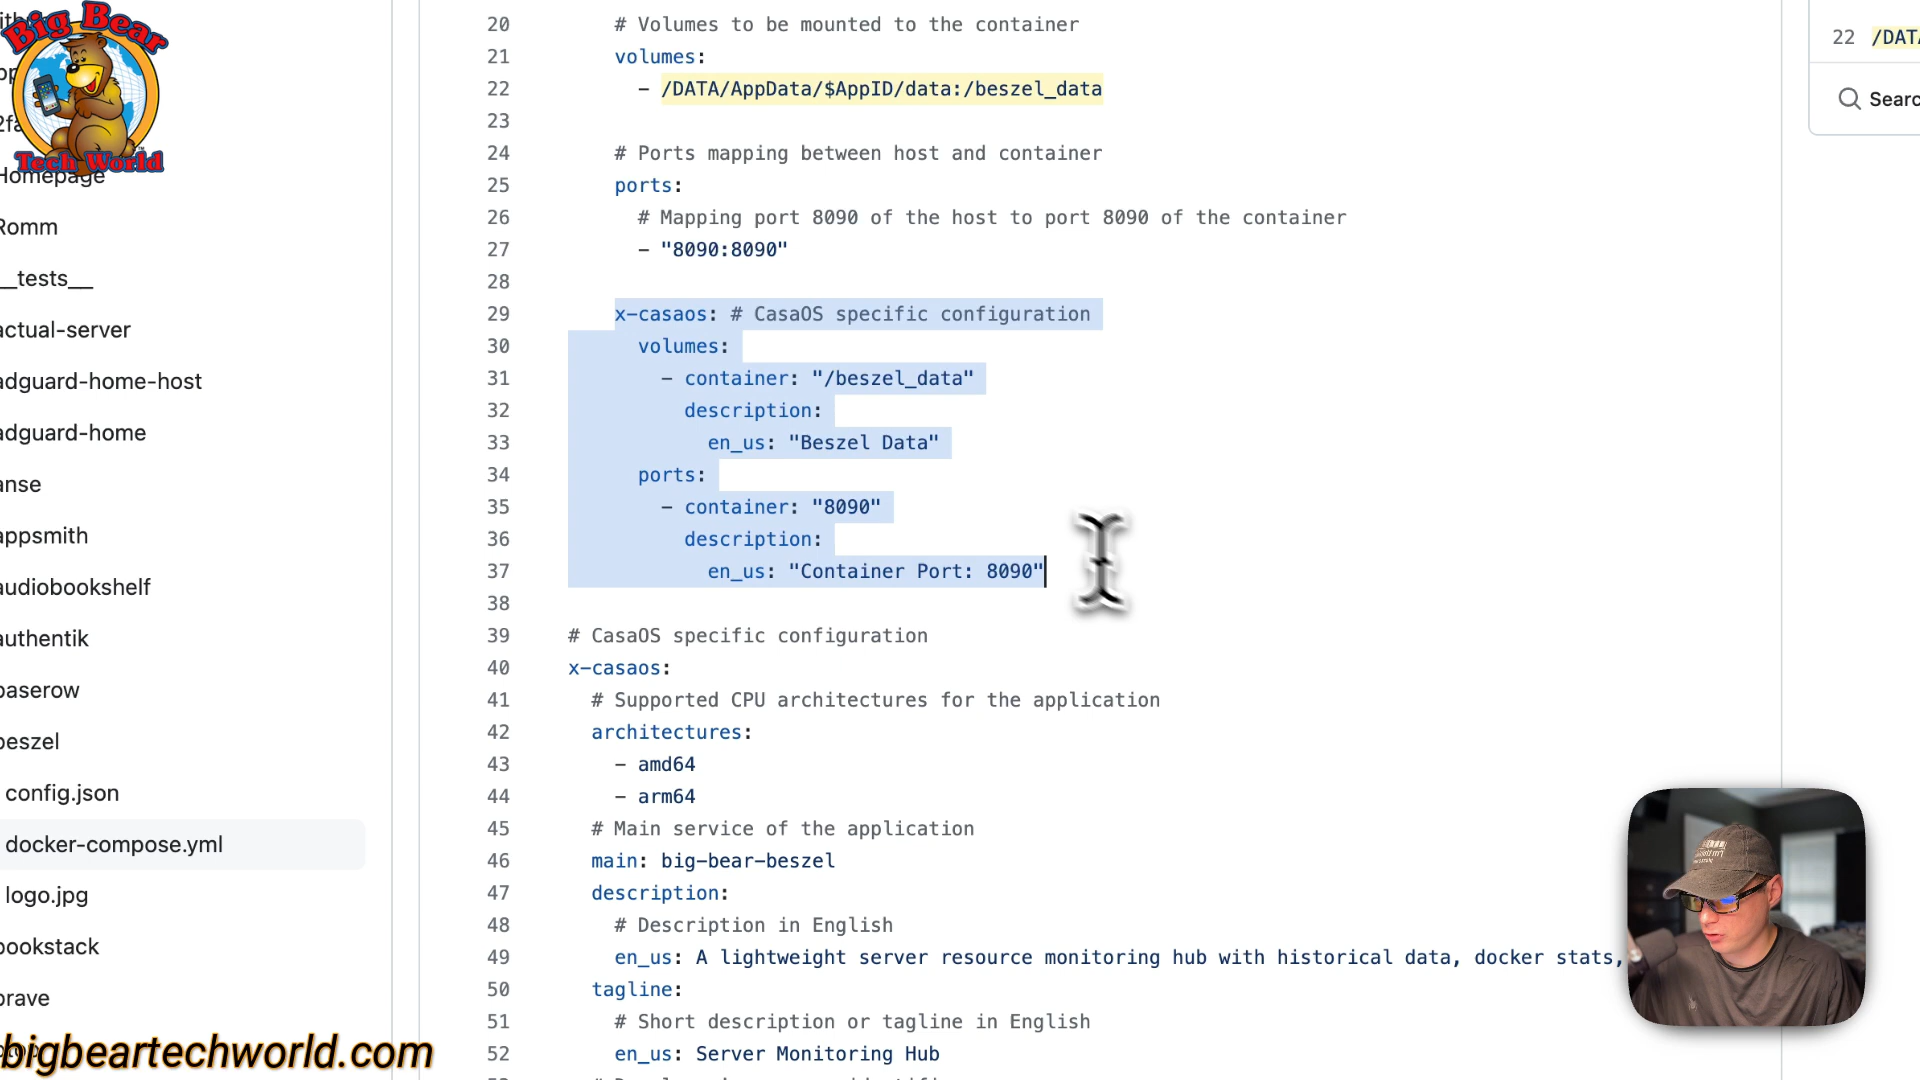 Big Bear
Tech World
Homepage
Romm
__tests__
actual-server
adguard-home-host
adguard-home
anse
appsmith
audiobookshelf
authentik
baserow
beszel
config.json
docker-compose.yml
logo.jpg
bookstack
brave
bigbeartechworld.com
20 # Volumes to be mounted to the container
21 volumes:
22 - /DATA/AppData/$AppID/data:/beszel_data
23
24 # Ports mapping between host and container
25 ports:
26 # Mapping port 8090 of the host to port 8090 of the container
27 - "8090:8090"
28
29 x-casaos: # CasaOS specific configuration
30 volumes:
31 - container: "/beszel_data"
32 description:
33 en_us: "Beszel Data"
34 ports:
35 - container: "8090"
36 description:
37 en_us: "Container Port: 8090"
38
39 # CasaOS specific configuration
40 x-casaos:
41 # Supported CPU architectures for the application
42 architectures:
43 - amd64
44 - arm64
45 # Main service of the application
46 main: big-bear-beszel
47 description:
48 # Description in English
49 en_us: A lightweight server resource monitoring hub with historical data, docker stats,
50 tagline:
51 # Short description or tagline in English
52 en_us: Server Monitoring Hub
22 /DATA
Searc